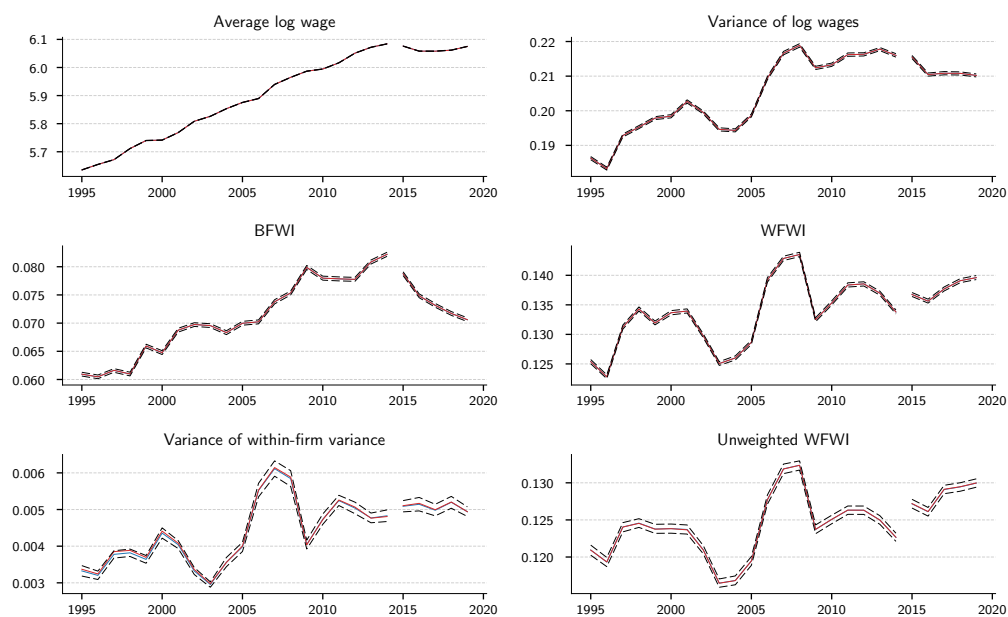 Average log wage
6.1
6.0
5.9
5.8
5.7
1995 2000 2005 2010 2015 2020
Variance of log wages
0.22
0.21
0.20
0.19
1995 2000 2005 2010 2015 2020
BFWI
0.080
0.075
0.070
0.065
0.060
1995 2000 2005 2010 2015 2020
WFWI
0.140
0.135
0.130
0.125
1995 2000 2005 2010 2015 2020
Variance of within-firm variance
0.006
0.005
0.004
0.003
1995 2000 2005 2010 2015 2020
Unweighted WFWI
0.130
0.125
0.120
1995 2000 2005 2010 2015 2020